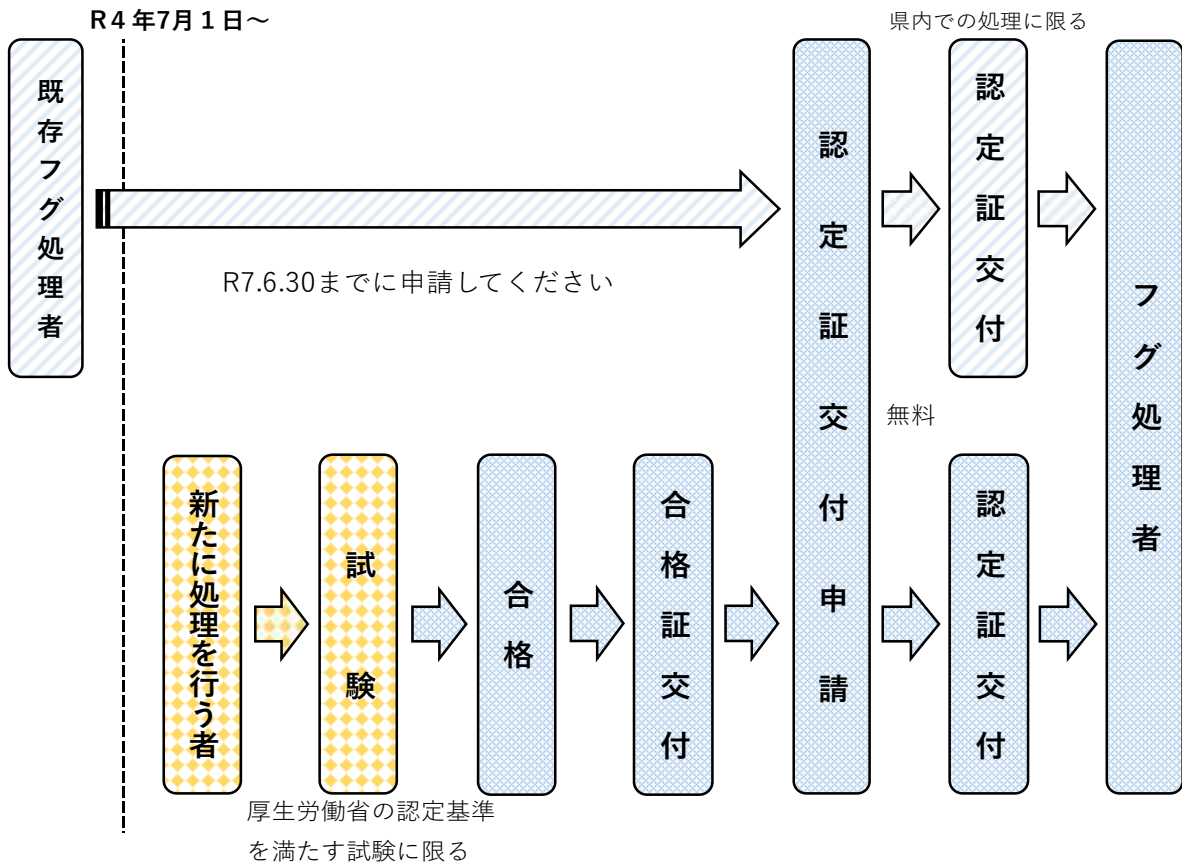 R４年7月１日～
県内での処理に限る
既存フグ処理者
R7.6.30までに申請してください
認定証交付申請
認定証交付
フグ処理者
無料
新たに処理を行う者
試験
合格
合格証交付
認定証交付
厚生労働省の認定基準
を満たす試験に限る